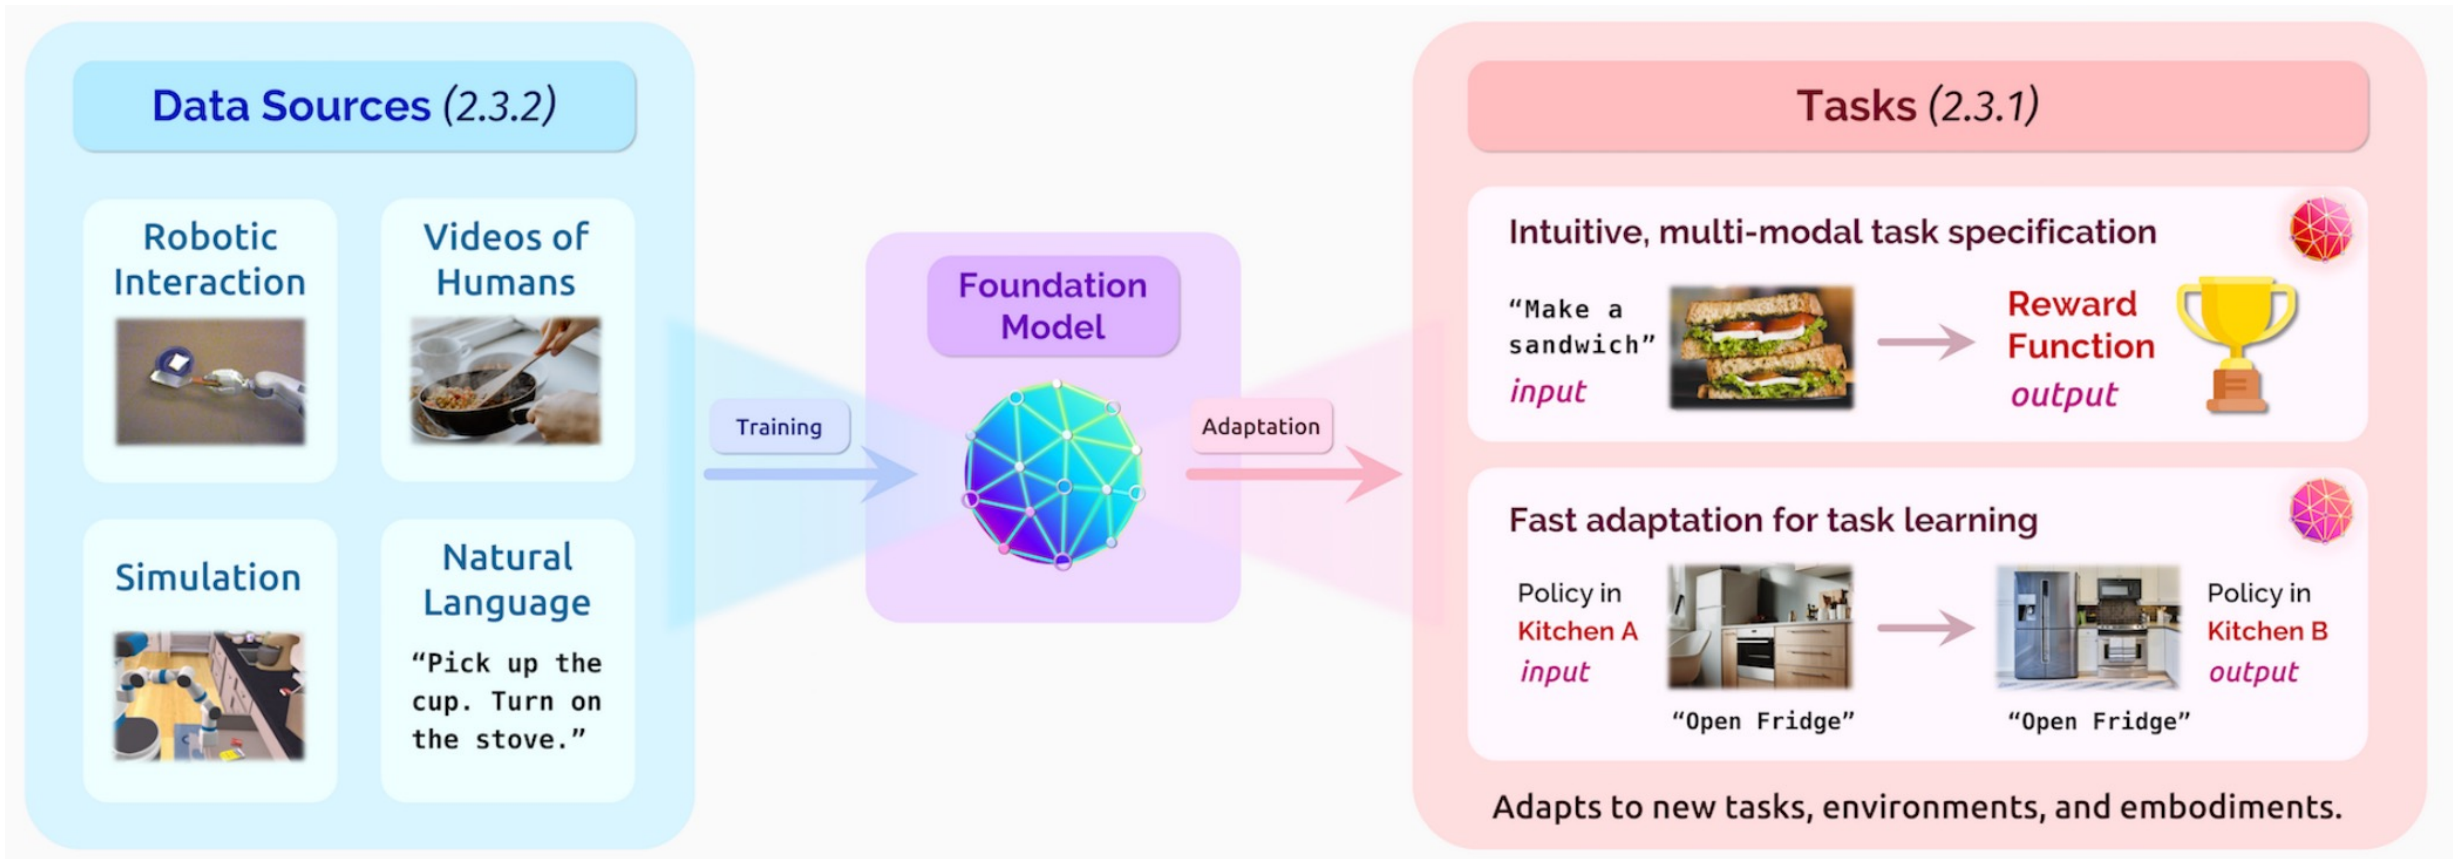 Data Sources (2.3.2)
Robotic
Interaction
Videos of
Humans
Simulation
Natural
Language
“Pick up the
cup. Turn on
the stove.”
Training
Foundation
Model
Adaptation
Tasks (2.3.1)
Intuitive, multi-modal task specification
“Make a
sandwich”
input
Reward
Function
output
Fast adaptation for task learning
Policy in
Kitchen A
input
“Open Fridge”
Policy in
Kitchen B
output
“Open Fridge”
Adapts to new tasks, environments, and embodiments.